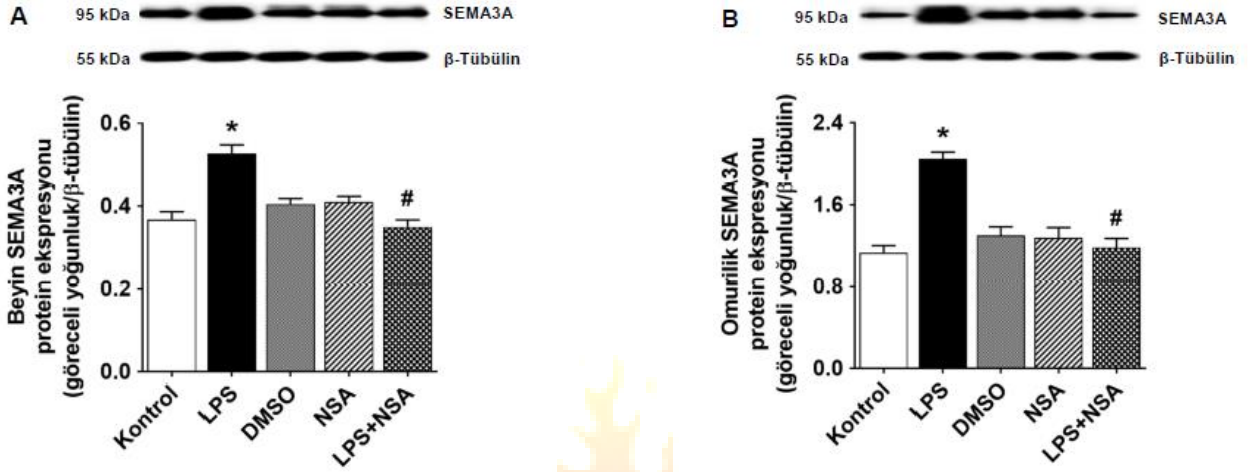 A
95 kDa
SEMA3A
55 kDa
β-Tübülin
Beyin SEMA3A
protein ekspresyonu
(göreceli yoğunluk/β-tübülin)
0.6
0.4
0.2
0.0
*
#
Kontrol
LPS
DMSO
NSA
LPS+NSA
B
95 kDa
SEMA3A
55 kDa
β-Tübülin
Omurilik SEMA3A
protein ekspresyonu
(göreceli yoğunluk/β-tübülin)
2.4
1.6
0.8
0.0
*
#
Kontrol
LPS
DMSO
NSA
LPS+NSA